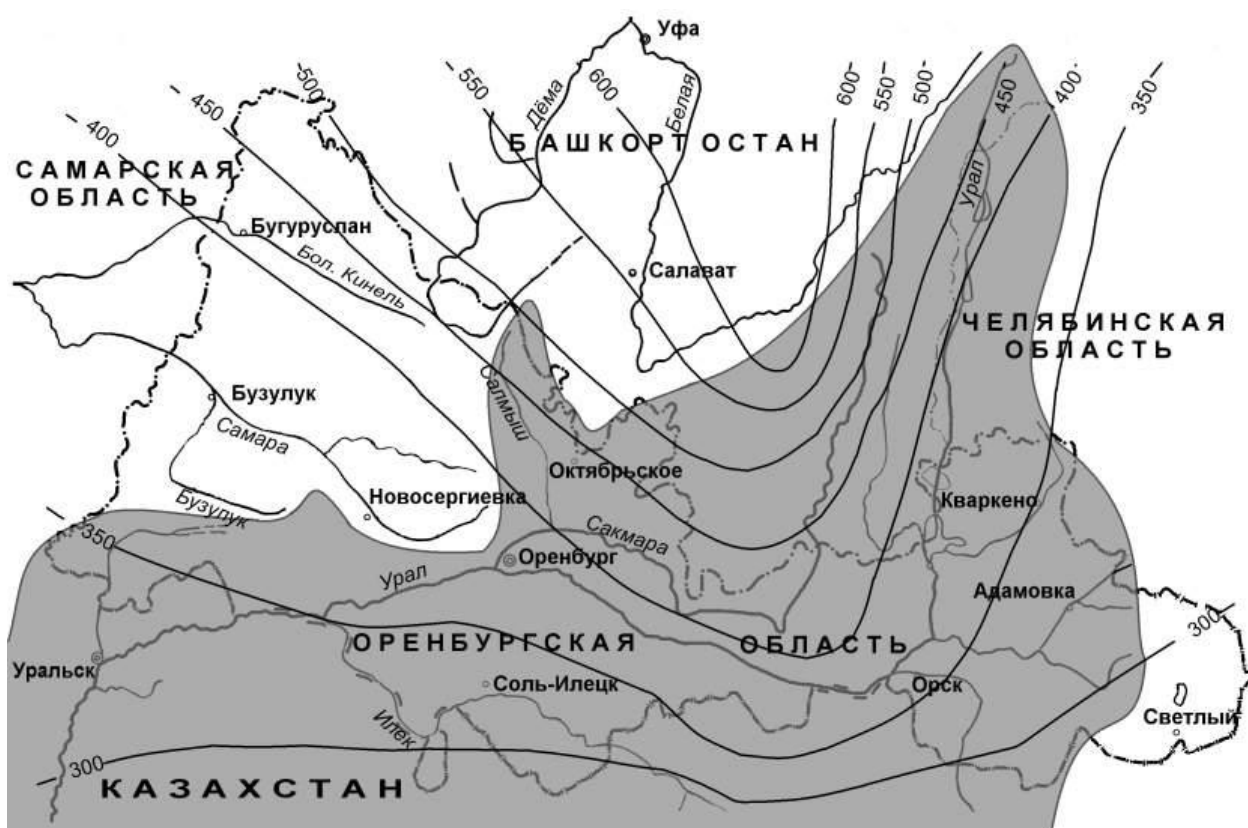 Уфа
500
550
600
600
550
500
450
400
350
450
400
Дёма
Белая
БАШКОРТОСТАН
САМАРСКАЯ
ОБЛАСТЬ
Урал
Бугуруслан
Бол. Кинель
Салават
ЧЕЛЯБИНСКАЯ
ОБЛАСТЬ
Салмыш
Бузулук
Самара
Октябрьское
Новосергиевка
Кваркено
Бузулук
350
Сакмара
Оренбург
Урал
Адамовка
300
ОРЕНБУРГСКАЯ ОБЛАСТЬ
Уральск
Соль-Илецк
Орск
Светлый
Илек
300
КАЗАХСТАН